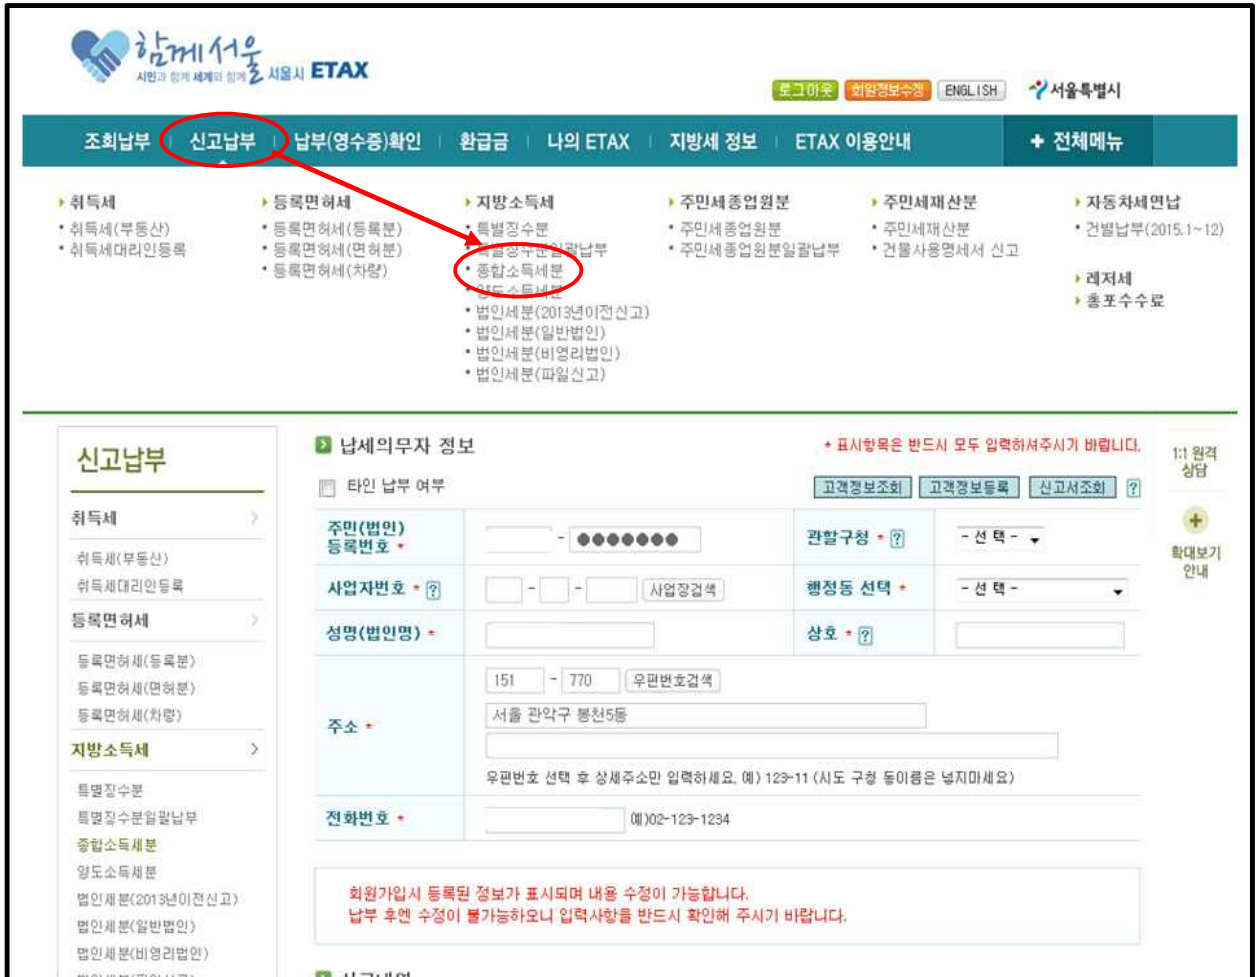 함께서울
시민과 함께 세계와 함께 서울시 ETAX
로그아웃 회원정보수정 ENGLISH 서울특별시
조회납부 신고납부 납부(영수증)확인 환급금 나의 ETAX 지방세 정보 ETAX 이용안내 + 전체메뉴
취득세 등록면허세 지방소득세 주민세종업원분 주민세재산분 자동차세연납
• 취득세(부동산) • 등록면허세(등록분) • 특별징수분 • 주민세종업원분 • 주민세재산분 • 건별납부(2015.1~12)
• 취득세대리인등록 • 등록면허세(면허분) • 특별징수분일괄납부 • 주민세종업원분일괄납부 • 건물사용명세서 신고
• 등록면허세(차량) • 종합소득세분 레저세
• 양도소득세분 총포수수료
• 법인세분(2013년이전신고)
• 법인세분(일반법인)
• 법인세분(비영리법인)
• 법인세분(파일신고)
신고납부
취득세
취득세(부동산)
취득세대리인등록
등록면허세
등록면허세(등록분)
등록면허세(면허분)
등록면허세(차량)
지방소득세
특별징수분
특별징수분일괄납부
종합소득세분
양도소득세분
법인세분(2013년이전신고)
법인세분(일반법인)
법인세분(비영리법인)
납세의무자 정보 * 표시항목은 반드시 모두 입력하셔주시기 바랍니다.
타인 납부 여부 고객정보조회 고객정보등록 신고서조회 ?
주민(법인)
등록번호 * - ●●●●●●● 관할구청 * ? - 선 택 -
사업자번호 * ? - - 사업장검색 행정동 선택 * - 선 택 -
성명(법인명) * 상호 * ?
주소 * 151 - 770 우편번호검색
서울 관악구 봉천5동
우편번호 선택 후 상세주소만 입력하세요, 예) 123-11 (시도 구청 동이름은 넣지마세요)
전화번호 * 예)02-123-1234
회원가입시 등록된 정보가 표시되며 내용 수정이 가능합니다.
납부 후엔 수정이 불가능하오니 입력사항을 반드시 확인해 주시기 바랍니다.
1:1 원격
상담
확대보기
안내